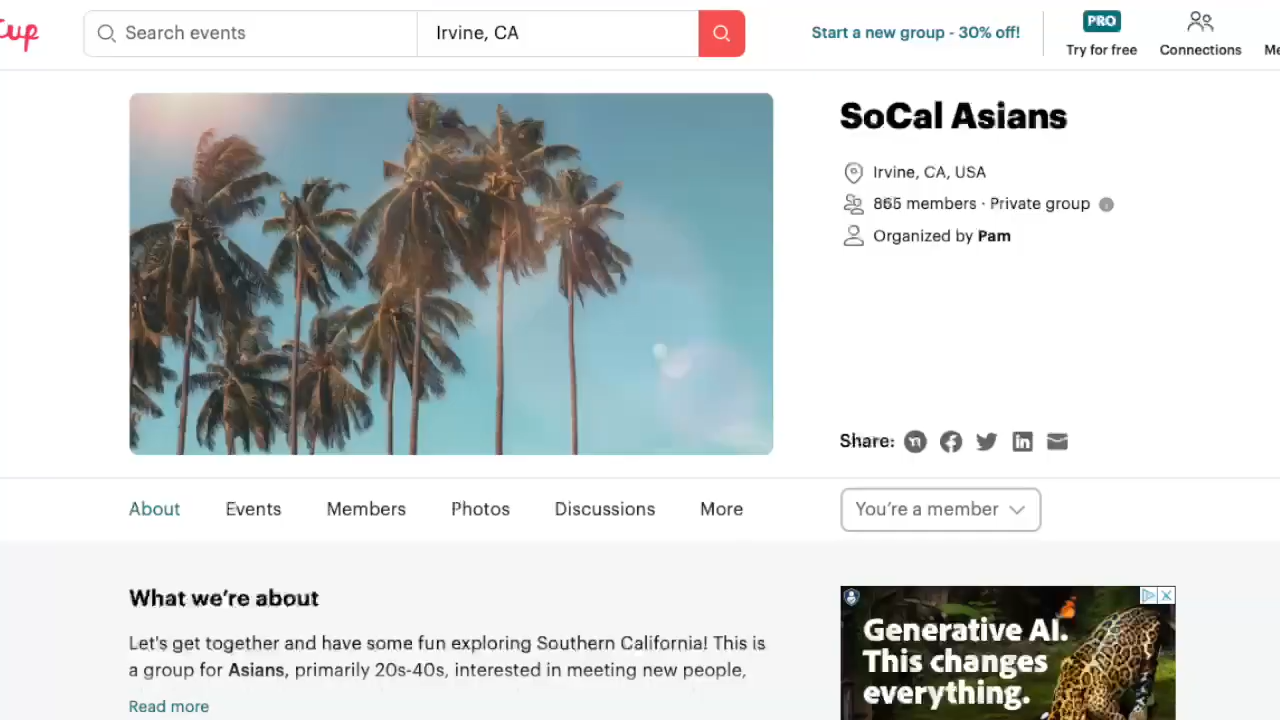 Search events
Irvine, CA
Start a new group - 30% off!
PRO
Try for free
Connections
SoCal Asians
Irvine, CA, USA
members · Private group
Organized by Pam
Share:
About
Events
Members
Photos
Discussions
More
You're a member
What we're about
Let's get together and have some fun exploring Southern California! This is
a group for Asians, primarily 20s-40s, interested in meeting new people,
Read more
Generative AI.
This changes
everything.